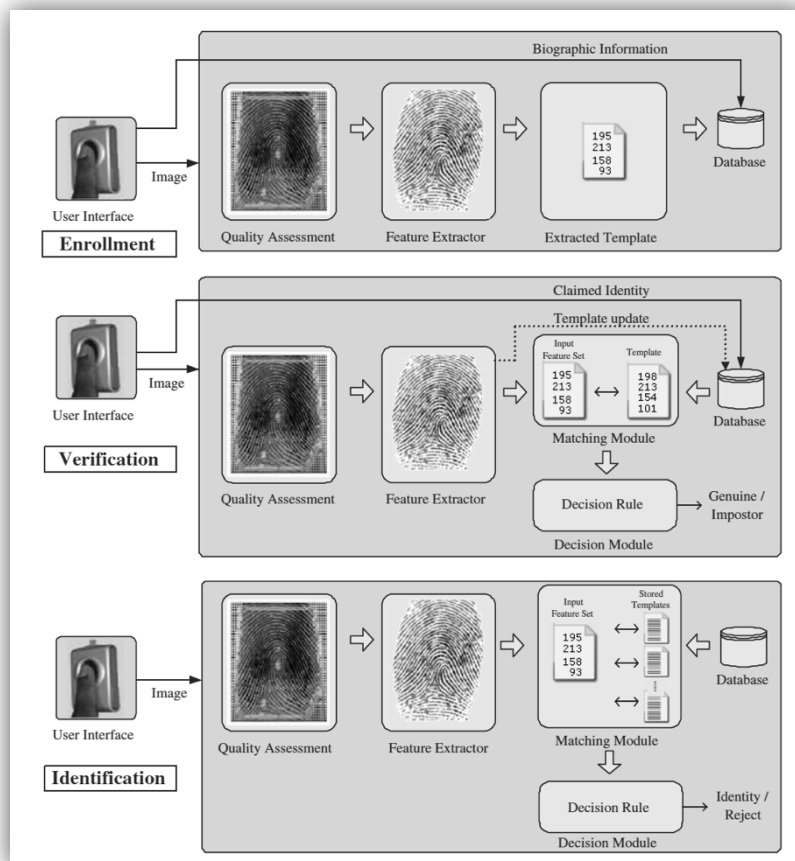 Biographic Information
195
213
158
93
Database
Image
User Interface
Quality Assessment
Feature Extractor
Extracted Template
Enrollment
Claimed Identity
Template update
Input
Feature Set
Template
195
213
158
93
198
213
154
101
Image
User Interface
Database
Matching Module
Verification
Quality Assessment
Feature Extractor
Decision Rule
Genuine /
Impostor
Decision Module
Input
Feature Set
Stored
Templates
195
213
158
93
Image
Database
User Interface
Quality Assessment
Feature Extractor
Matching Module
Identification
Decision Rule
Identity /
Reject
Decision Module